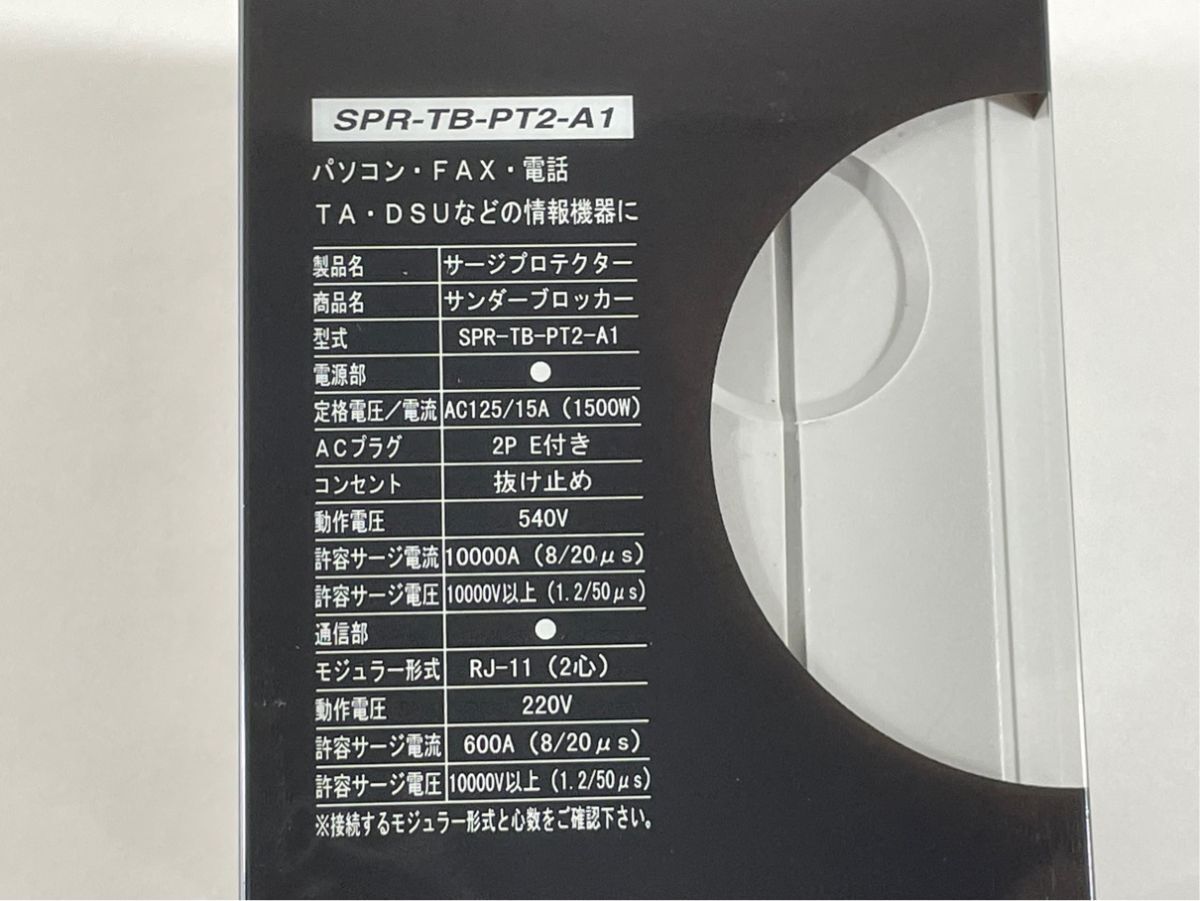 SPR-TB-PT2-A1
パソコン・FAX・電話
TA・DSUなどの情報機器に
製品名 サージプロテクター
商品名 サンダーブロッカー
型式 SPR-TB-PT2-A1
電源部 ●
定格電圧／電流 AC125/15A (1500W)
ACプラグ 2P E付き
コンセント 抜け止め
動作電圧 540V
許容サージ電流 10000A (8/20μs)
許容サージ電圧 10000V以上 (1.2/50μs)
通信部 ●
モジュラー形式 RJ-11 (2心)
動作電圧 220V
許容サージ電流 600A (8/20μs)
許容サージ電圧 10000V以上 (1.2/50μs)
※接続するモジュラー形式と心数をご確認下さい。